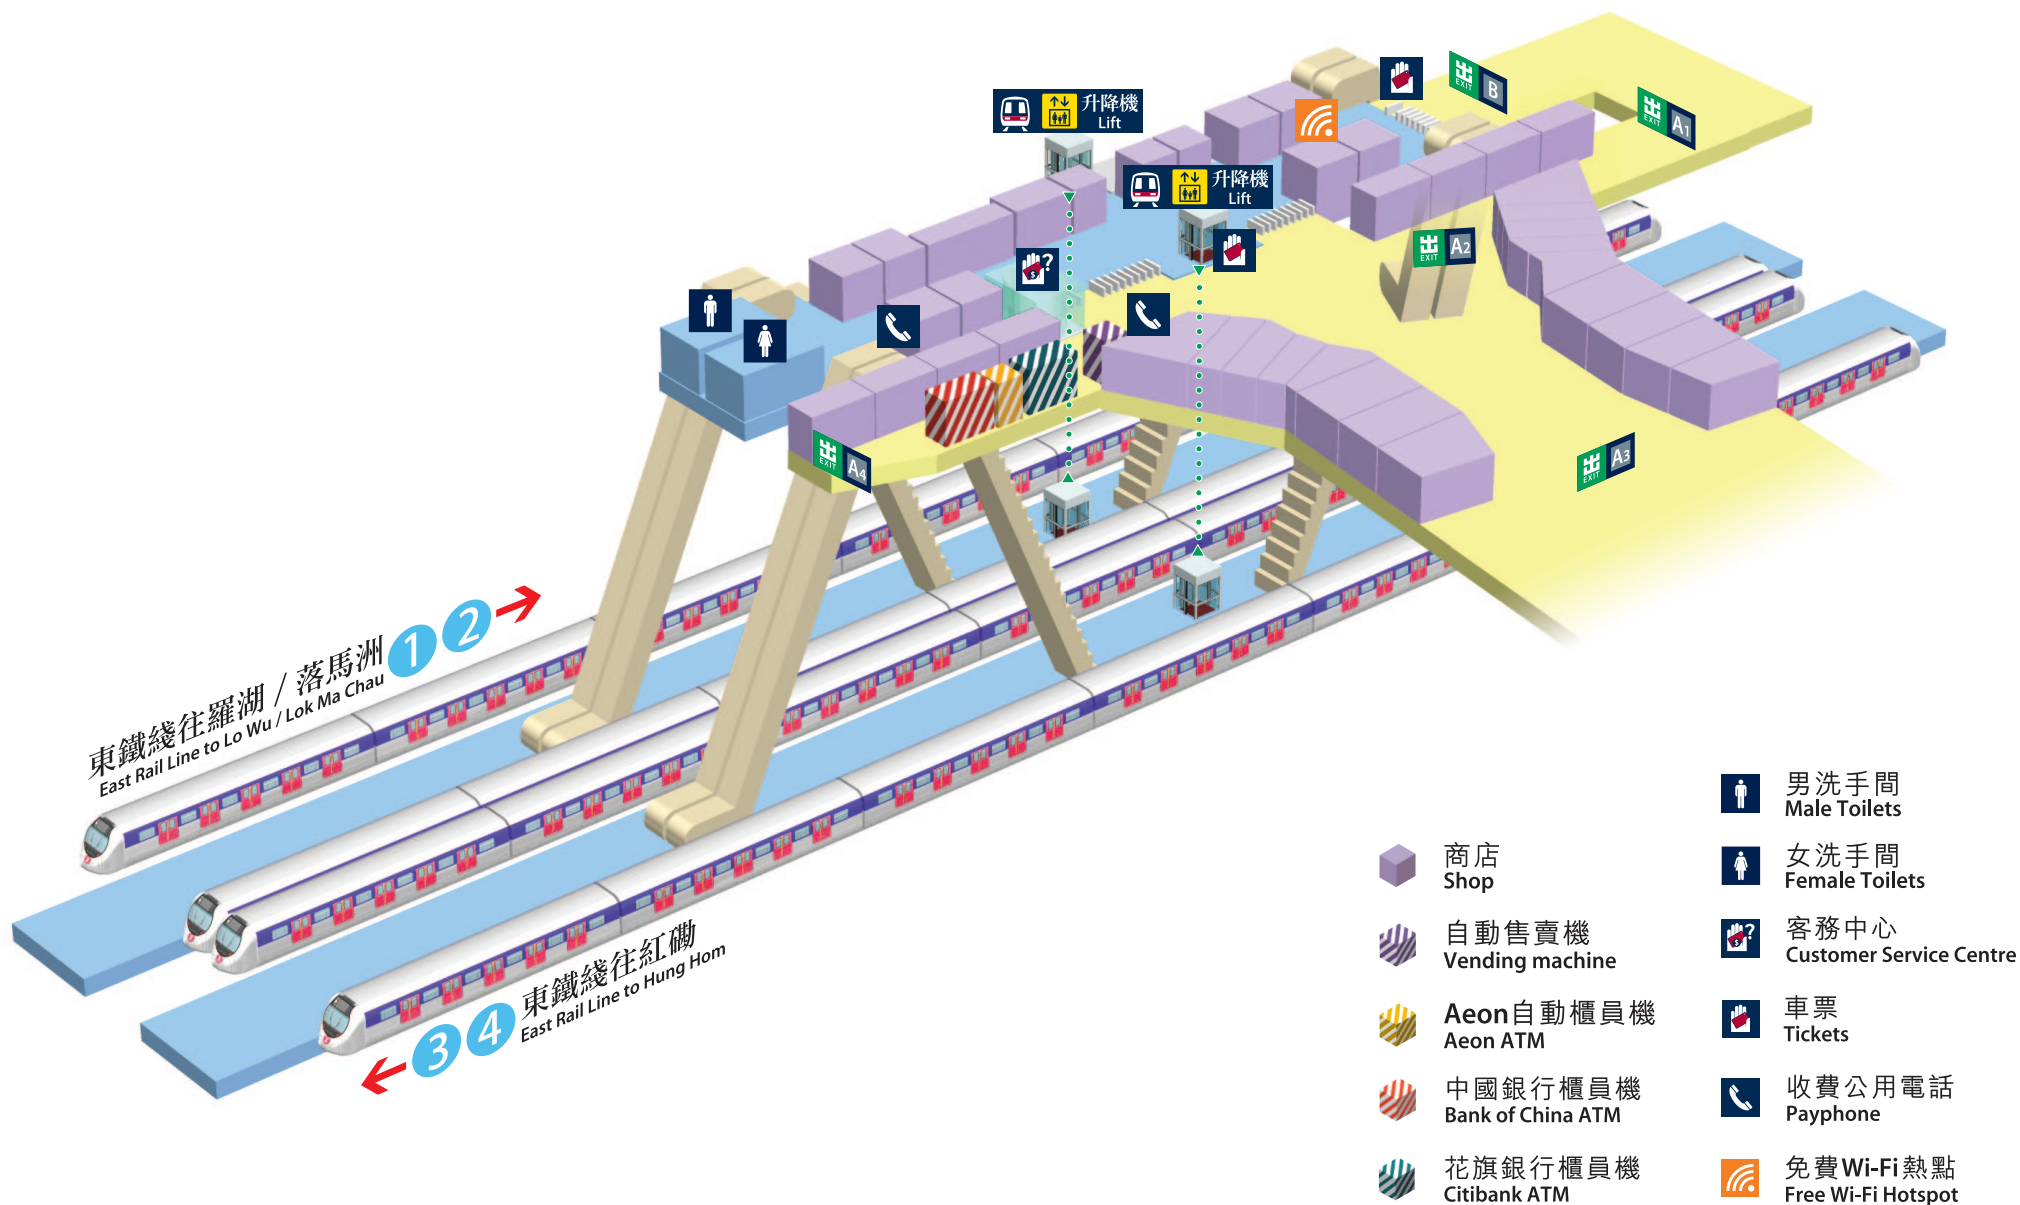 升降機
Lift
升降機
Lift
出
EXIT
B
出
EXIT
A1
出
EXIT
A2
?
$
出
EXIT
A4
出
EXIT
A3
東鐵綫往羅湖 / 落馬洲
East Rail Line to Lo Wu / Lok Ma Chau
1 2
3 4
東鐵綫往紅磡
East Rail Line to Hung Hom
商店
Shop
自動售賣機
Vending machine
Aeon自動櫃員機
Aeon ATM
中國銀行櫃員機
Bank of China ATM
花旗銀行櫃員機
Citibank ATM
男洗手間
Male Toilets
女洗手間
Female Toilets
?
$
客務中心
Customer Service Centre
車票
Tickets
收費公用電話
Payphone
免費Wi-Fi熱點
Free Wi-Fi Hotspot